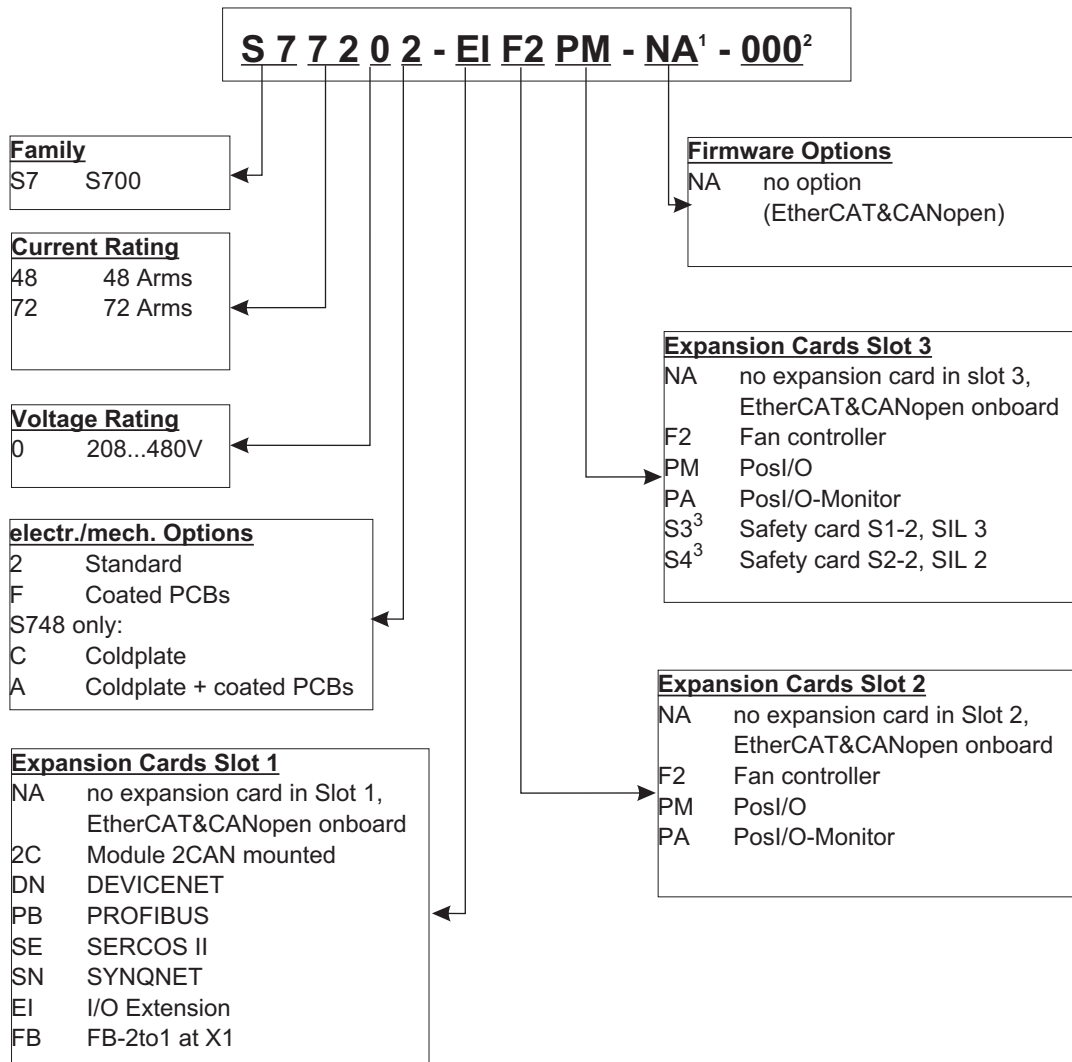 S77202-EI F2 PM - NA¹ - 000²
Family
S7 S700
Current Rating
48 48 Arms
72 72 Arms
Voltage Rating
0 208...480V
electr./mech. Options
2 Standard
F Coated PCBs
S748 only:
C Coldplate
A Coldplate + coated PCBs
Expansion Cards Slot 1
NA no expansion card in Slot 1,
EtherCAT&CANopen onboard
2C Module 2CAN mounted
DN DEVICENET
PB PROFIBUS
SE SERCOS II
SN SYNQNET
EI I/O Extension
FB FB-2to1 at X1
Firmware Options
NA no option
(EtherCAT&CANopen)
Expansion Cards Slot 3
NA no expansion card in slot 3,
EtherCAT&CANopen onboard
F2 Fan controller
PM PosI/O
PA PosI/O-Monitor
S3³ Safety card S1-2, SIL 3
S4³ Safety card S2-2, SIL 2
Expansion Cards Slot 2
NA no expansion card in Slot 2,
EtherCAT&CANopen onboard
F2 Fan controller
PM PosI/O
PA PosI/O-Monitor